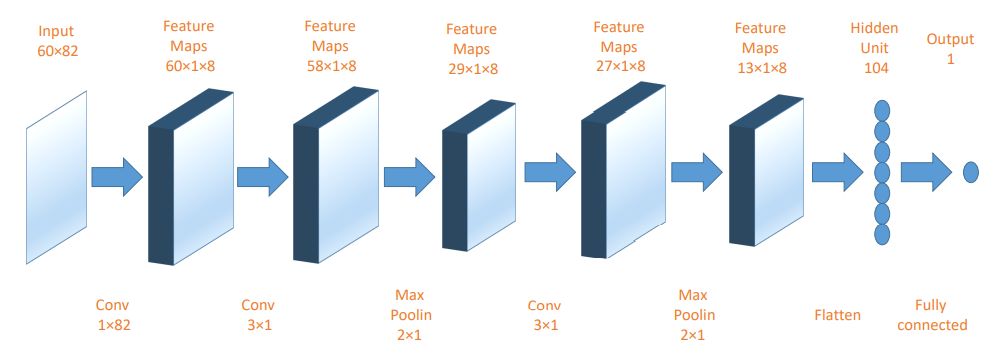 Input
60×82
Feature
Maps
60×1×8
Feature
Maps
58×1×8
Feature
Maps
29×1×8
Feature
Maps
27×1×8
Feature
Maps
13×1×8
Hidden
Unit
104
Output
1
Conv
1×82
Conv
3×1
Max
Poolin
2×1
Conv
3×1
Max
Poolin
2×1
Flatten
Fully
connected